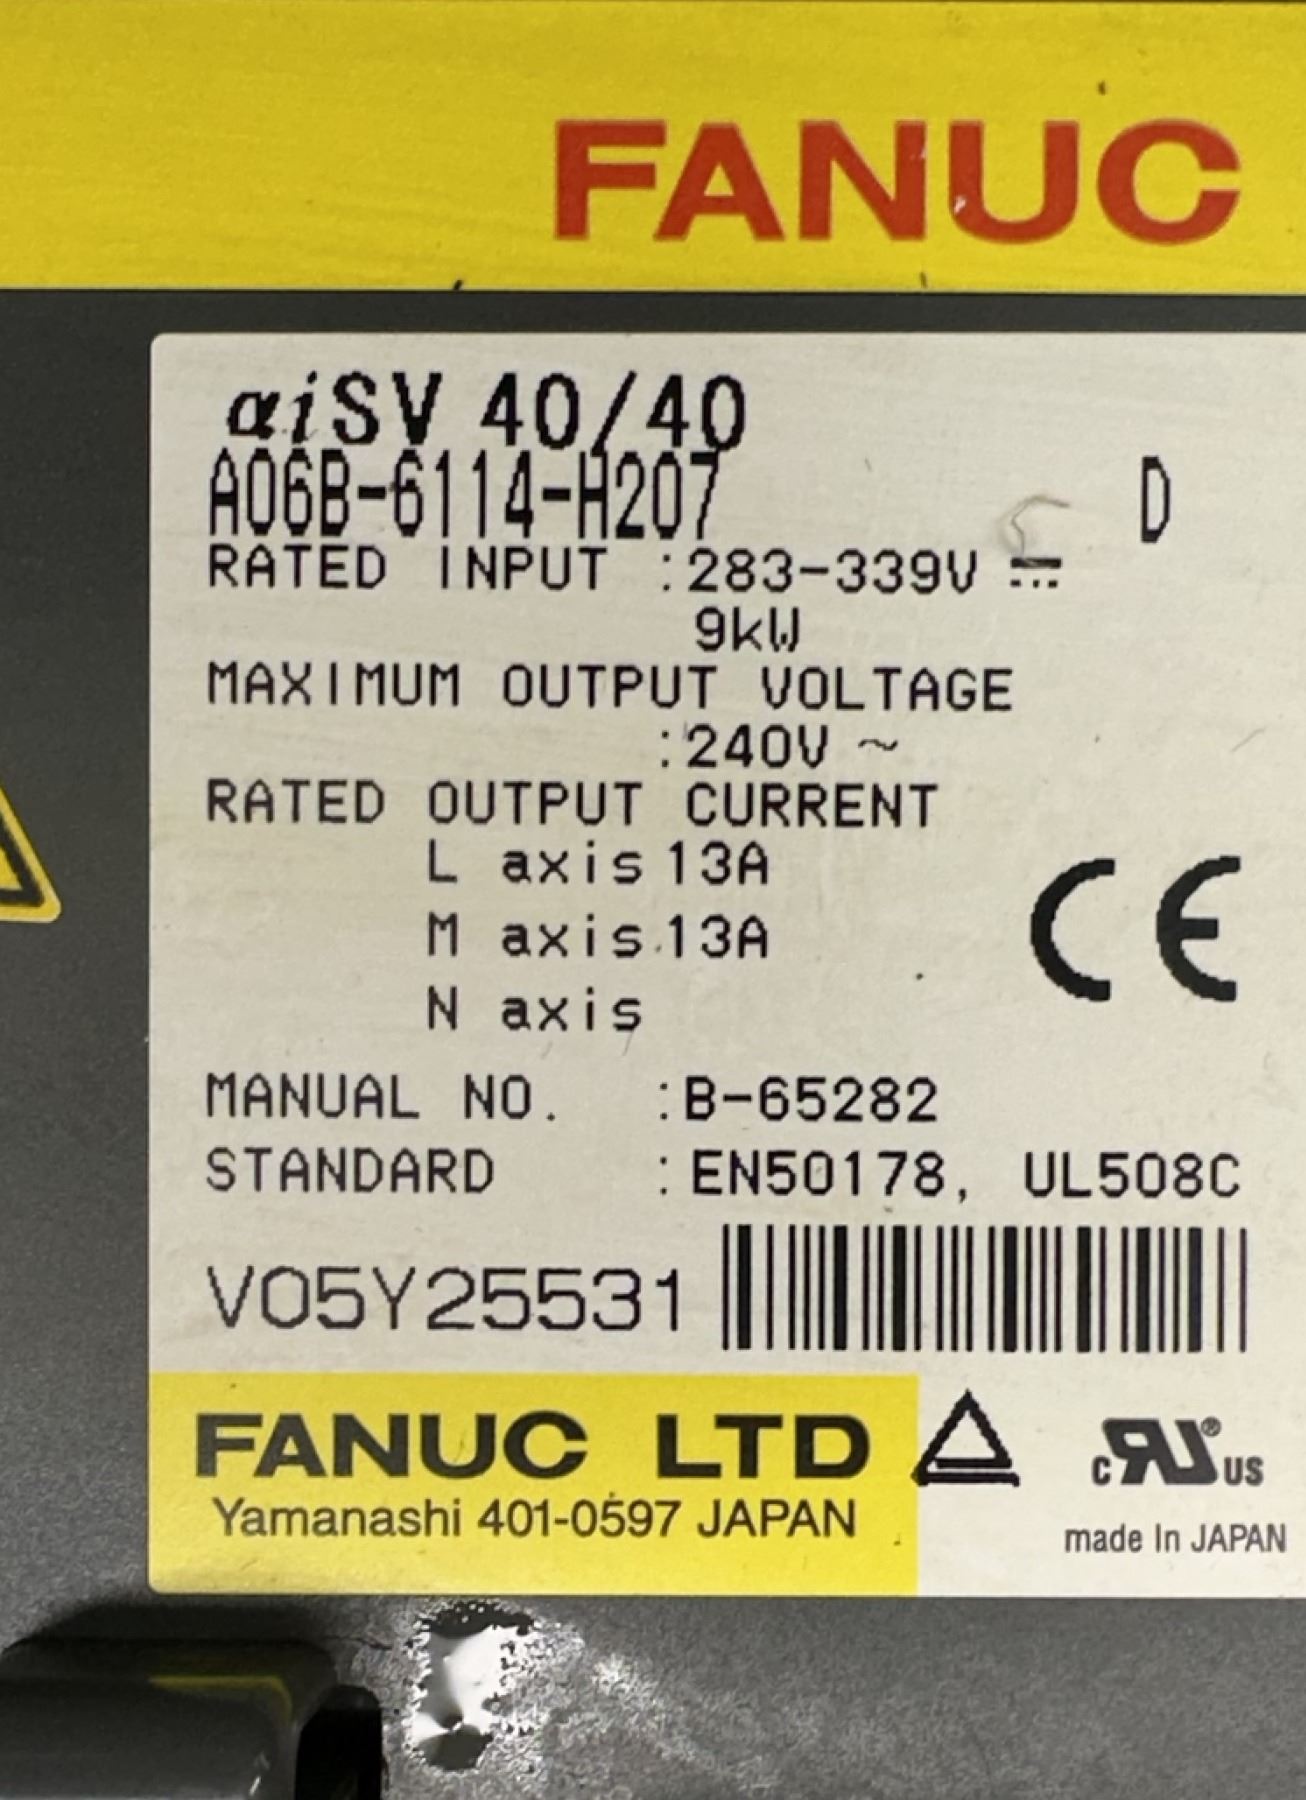 FANUC
αiSV 40/40
A06B-6114-H207 D
RATED INPUT :283-339V ⎓
9kW
MAXIMUM OUTPUT VOLTAGE
:240V ~
RATED OUTPUT CURRENT
L axis 13A
M axis 13A
N axis
MANUAL NO. :B-65282
STANDARD :EN50178, UL508C
V05Y25531
FANUC LTD
Yamanashi 401-0597 JAPAN
CE
c RU ® US
made In JAPAN